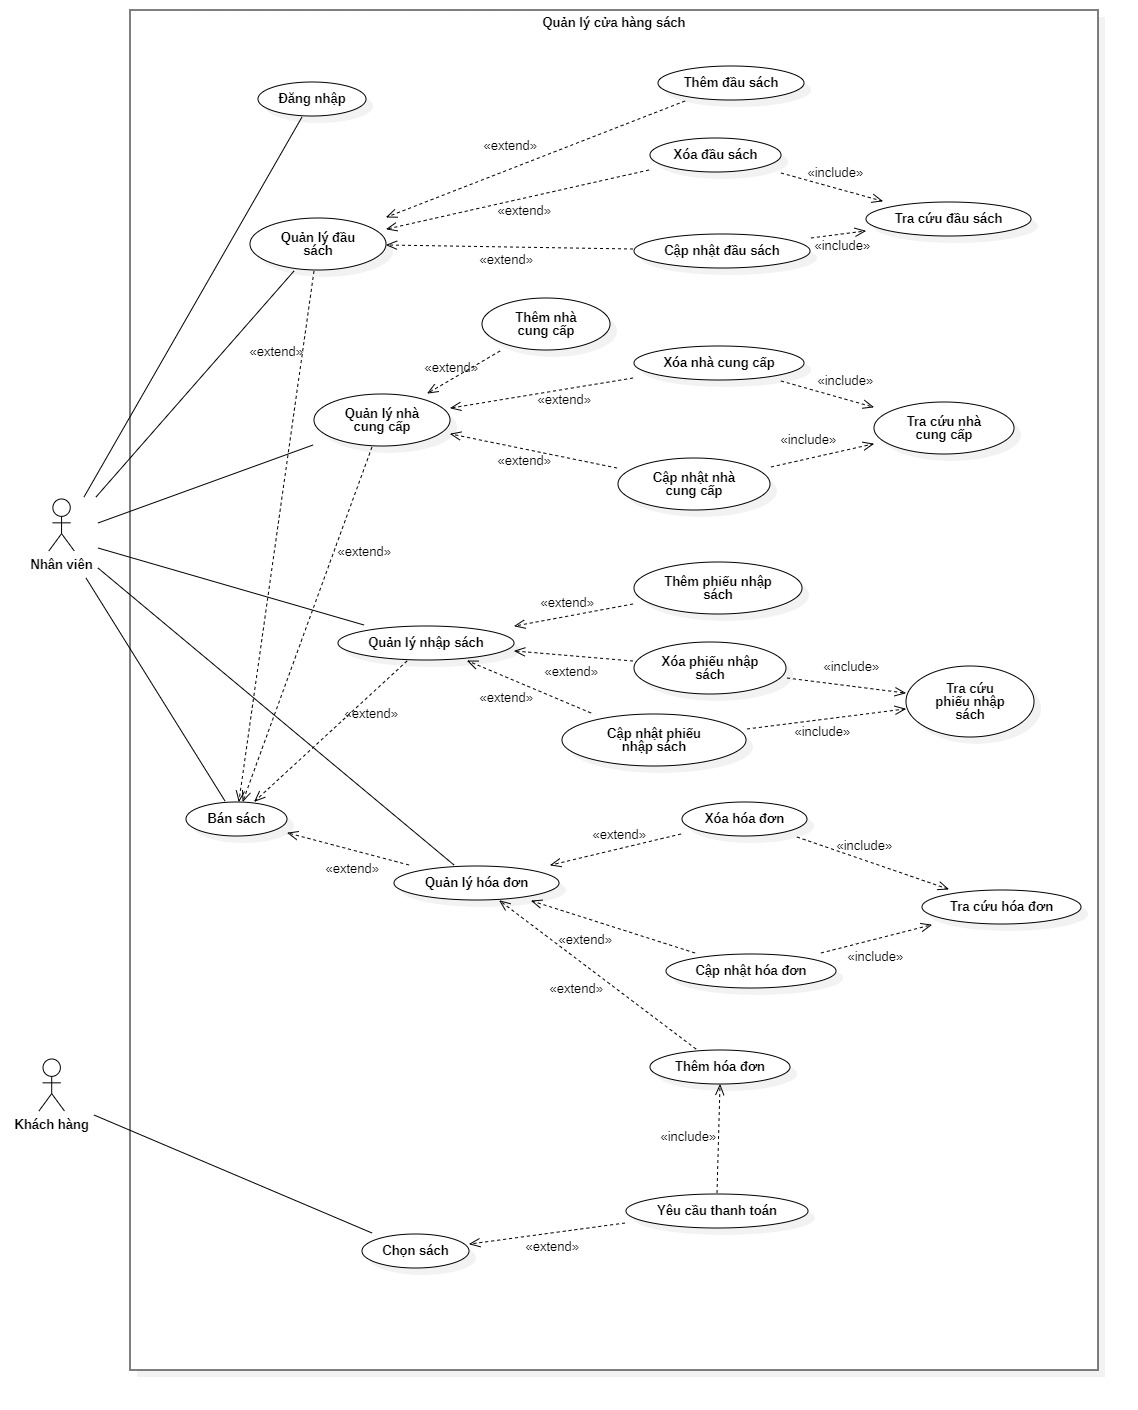 Quản lý cửa hàng sách
Thêm đầu sách
Đăng nhập
«extend»
Xóa đầu sách
«include»
«extend»
Tra cứu đầu sách
Quản lý đầu
sách
Cập nhật đầu sách
«include»
«extend»
Thêm nhà
cung cấp
«extend»
«extend»
Xóa nhà cung cấp
«include»
«extend»
Quản lý nhà
cung cấp
Tra cứu nhà
cung cấp
«include»
«extend»
Cập nhật nhà
cung cấp
Nhân viên
«extend»
Thêm phiếu nhập
sách
«extend»
Quản lý nhập sách
Xóa phiếu nhập
sách
«include»
«extend»
Tra cứu
phiếu nhập
sách
«extend»
«extend»
Cập nhật phiếu
nhập sách
«include»
Bán sách
Xóa hóa đơn
«extend»
«include»
«extend»
Quản lý hóa đơn
Tra cứu hóa đơn
«extend»
«include»
Cập nhật hóa đơn
«extend»
Thêm hóa đơn
Khách hàng
«include»
Yêu cầu thanh toán
Chọn sách
«extend»